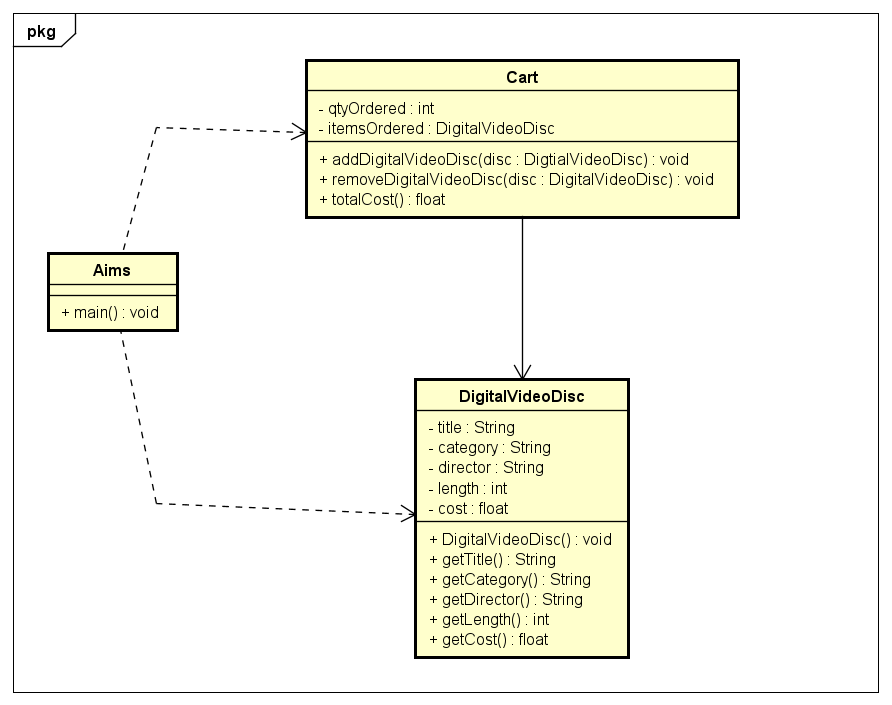 pkg
Cart
- qtyOrdered : int
- itemsOrdered : DigitalVideoDisc
+ addDigitalVideoDisc(disc : DigtialVideoDisc) : void
+ removeDigitalVideoDisc(disc : DigitalVideoDisc) : void
+ totalCost() : float
Aims
+ main() : void
DigitalVideoDisc
- title : String
- category : String
- director : String
- length : int
- cost : float
+ DigitalVideoDisc() : void
+ getTitle() : String
+ getCategory() : String
+ getDirector() : String
+ getLength() : int
+ getCost() : float